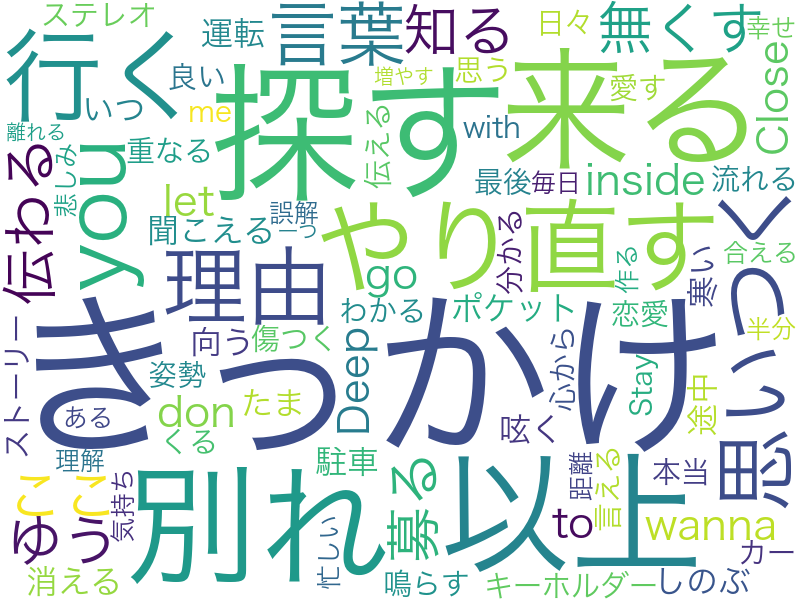 ステレオ
運転
言葉
知る
無くす
日々
幸せ
行く
良い
増やす
思う
愛す
Close
いつ
me
探す
来る
離れる
伝える
with
伝わる
悲しみ
you
重なる
let
最後
毎日
inside
流れる
聞こえる
誤解
一つ
やり直す
分かる
作る
寒い
合える
思いつく
理由
go
わかる
ポケット
恋愛
半分
きっかけ
ストーリー
向う
傷つく
Deep
心から
Stay
途中
姿勢
ある
don
たま
くる
呟く
理解
気持ち
ここ
別れ
駐車
募る
以上
距離
言える
本当
ゆう
忙しい
to
wanna
カー
消える
鳴らす
キーホルダー
しのぶ